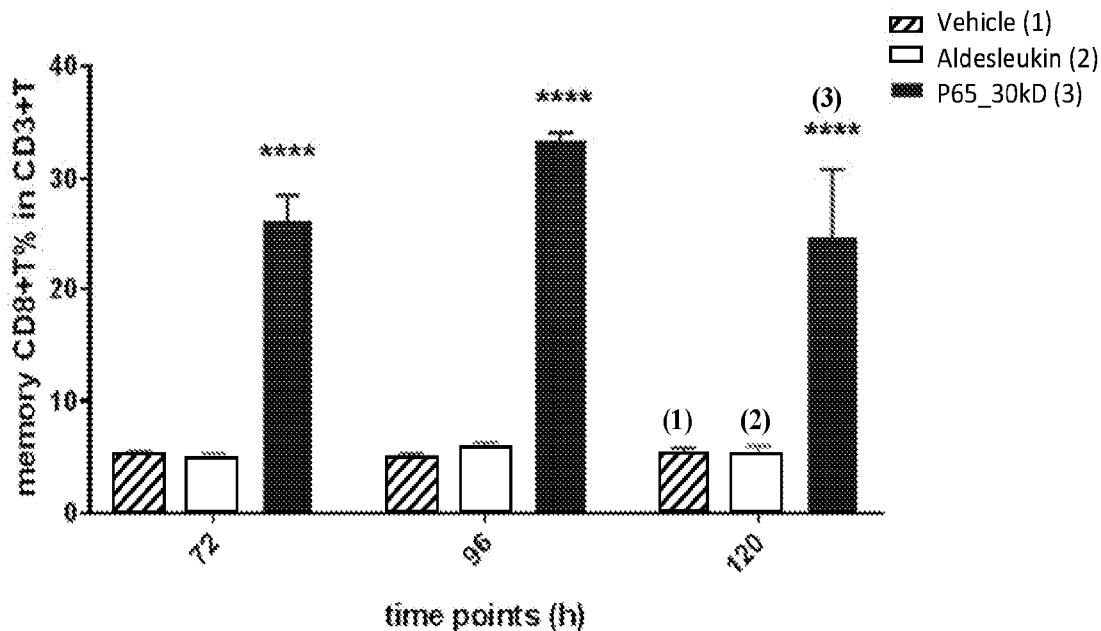 Vehicle (1)
Aldesleukin (2)
P65_30kD (3)
memory CD8+T% in CD3+T
40
30
20
10
0
****
****
(3)
****
(1)
(2)
72
96
120
time points (h)